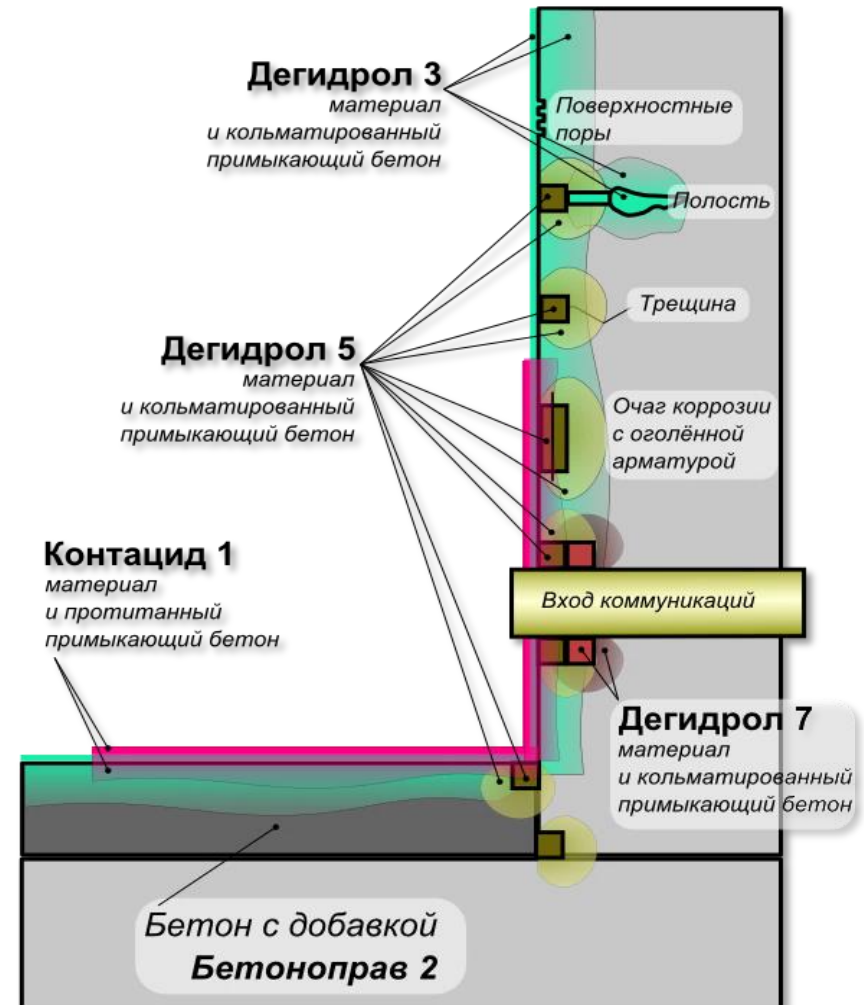 Дегидрол 3
материал
и кольматированный
примыкающий бетон
Поверхностные
поры
Полость
Трещина
Дегидрол 5
материал
и кольматированный
примыкающий бетон
Очаг коррозии
с оголённой
арматурой
Контацид 1
материал
и протитанный
примыкающий бетон
Вход коммуникаций
Дегидрол 7
материал
и кольматированный
примыкающий бетон
Бетон с добавкой
Бетоноправ 2